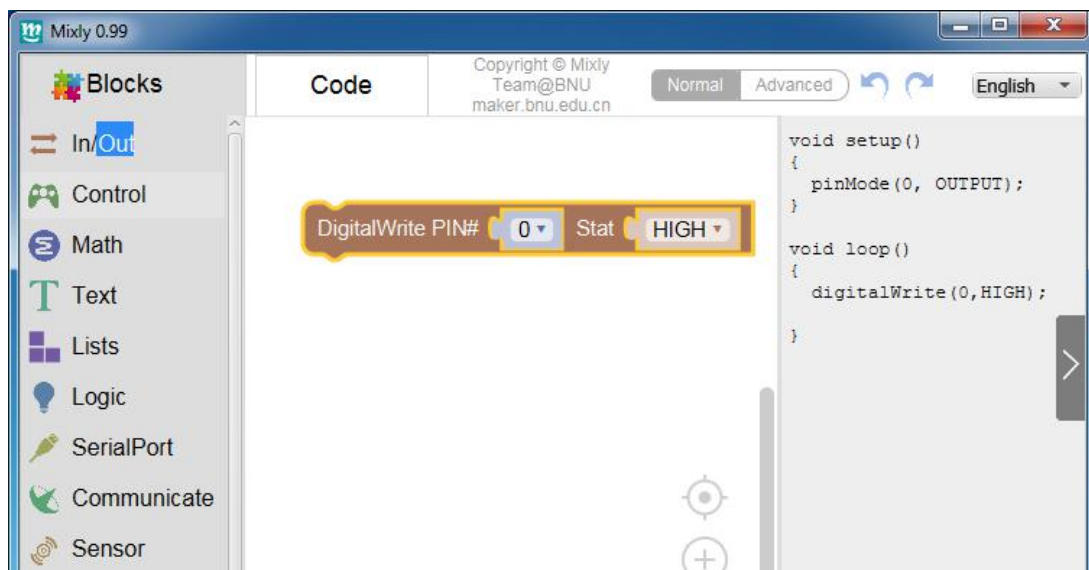 Mixly 0.99
Blocks
Code
Copyright © Mixly
Team@BNU
maker.bnu.edu.cn
Normal
Advanced
English
In/Out
Control
Math
Text
Lists
Logic
SerialPort
Communicate
Sensor
DigitalWrite PIN# 0 Stat HIGH
void setup()
{
pinMode(0, OUTPUT);
}
void loop()
{
digitalWrite(0,HIGH);
}